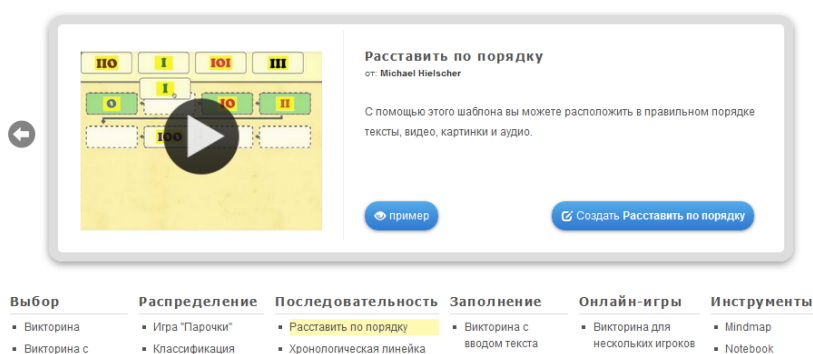 Расставить по порядку
от: Michael Hielscher
IIO I IOI III
I
O IO II
IOO
С помощью этого шаблона вы можете расположить в правильном порядке
тексты, видео, картинки и аудио.
пример
Создать Расставить по порядку
Выбор
Викторина
Викторина с
Распределение
Игра "Парочки"
Классификация
Последовательность
Расставить по порядку
Хронологическая линейка
Заполнение
Викторина с
вводом текста
Онлайн-игры
Викторина для
нескольких игроков
Инструменты
Mindmap
Notebook